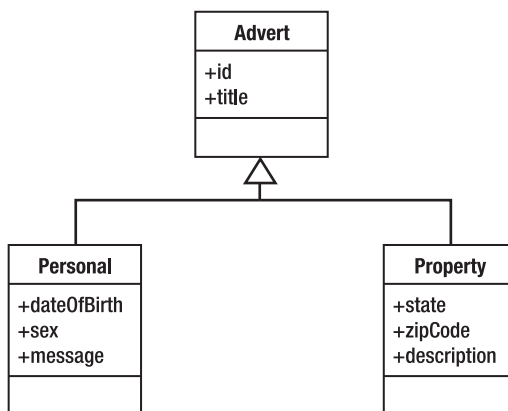 Advert
+id
+title
Personal
+dateOfBirth
+sex
+message
Property
+state
+zipCode
+description